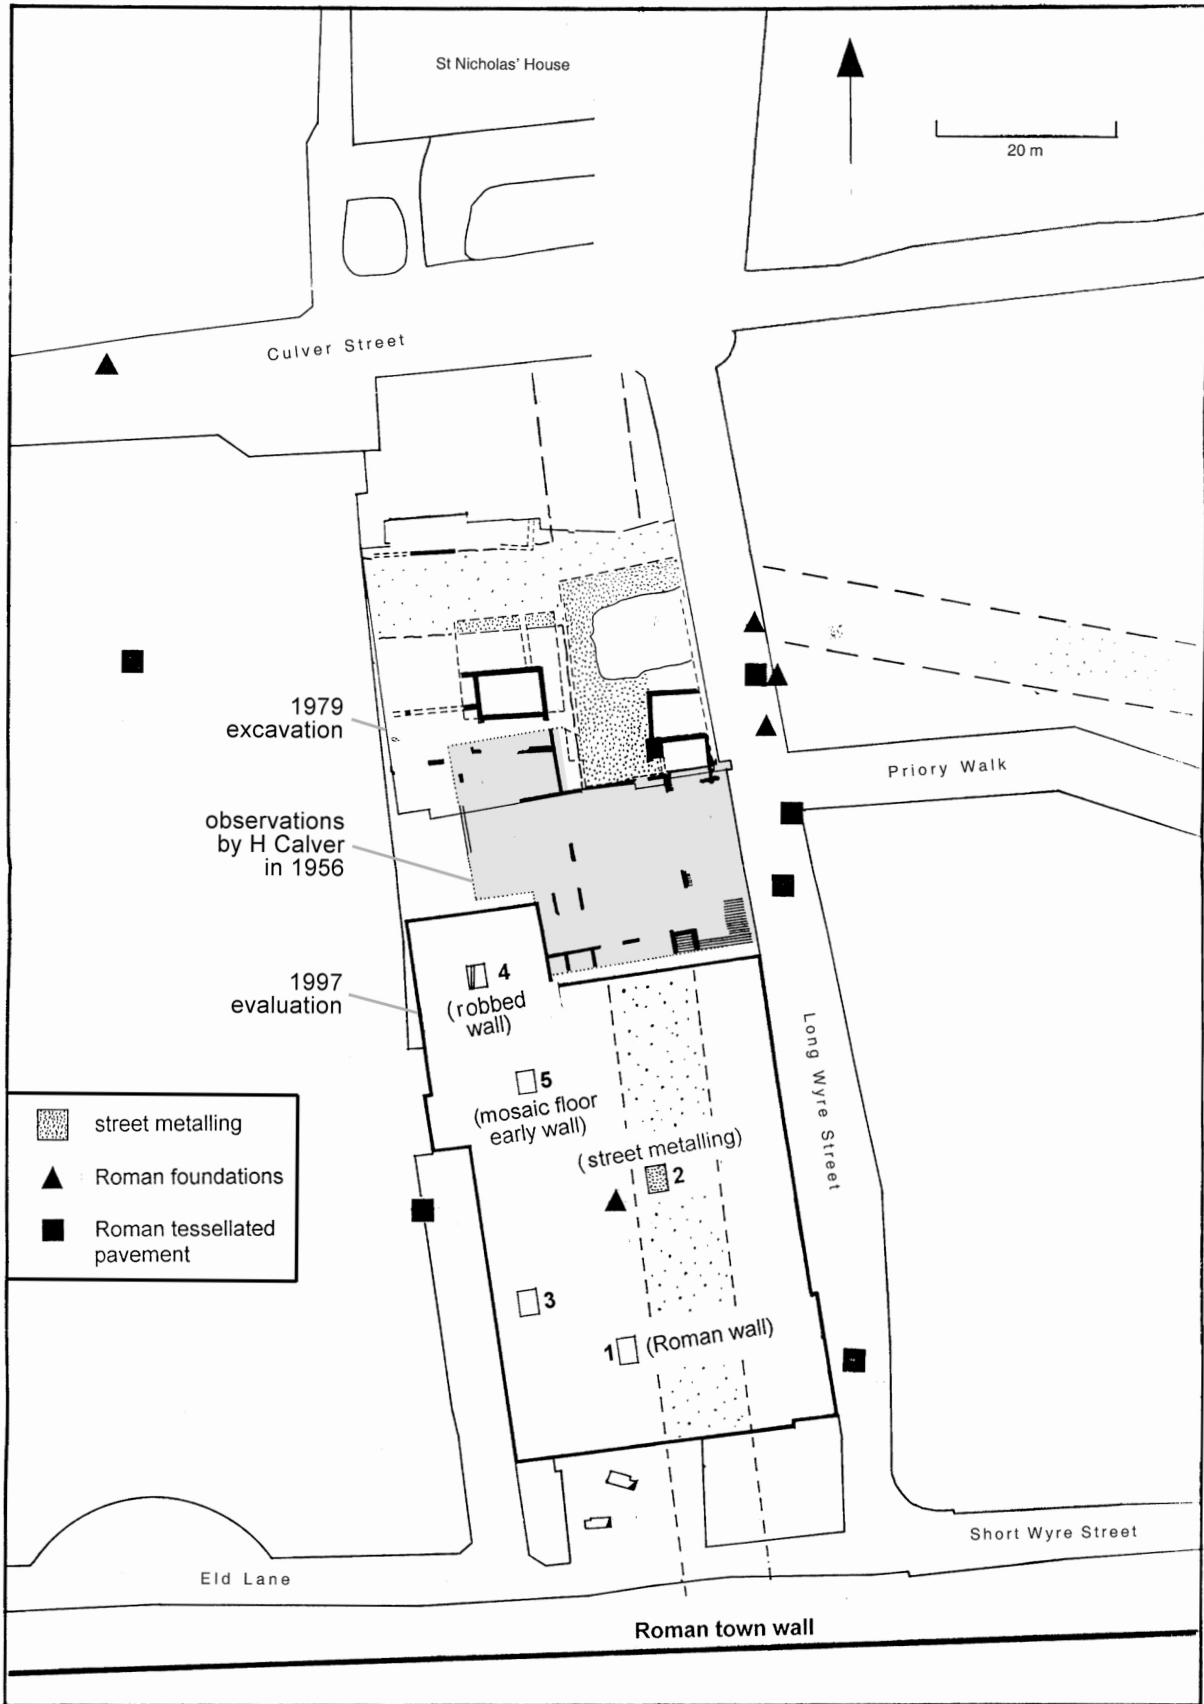 St Nicholas' House
20 m
Culver Street
1979
excavation
Priory Walk
observations
by H Calver
in 1956
1997
evaluation
4
(robbed
wall)
5
(mosaic floor
early wall)
Long Wyre Street
(street metalling)
2
street metalling
Roman foundations
Roman tessellated
pavement
3
1
(Roman wall)
Short Wyre Street
Eld Lane
Roman town wall